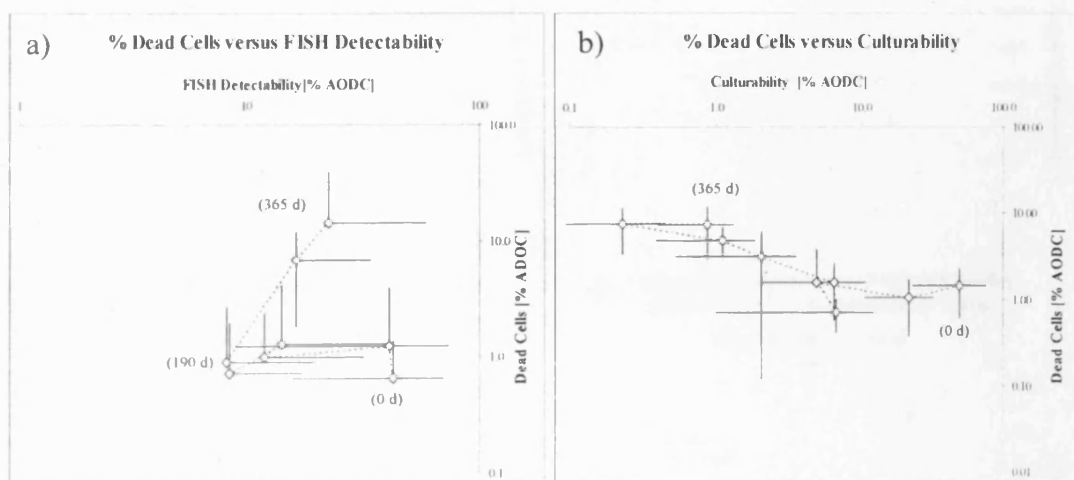 a)
% Dead Cells versus FISH Detectability
FISH Detectability[% AODC]
1
10
100
100.0
(365 d)
10.0
(190 d)
1.0
(0 d)
0.1
Dead Cells [% ADOC]
b)
% Dead Cells versus Culturability
Culturability [% AODC]
0.1
1.0
10.0
100.0
100.00
(365 d)
10.00
1.00
(0 d)
0.10
0.01
Dead Cells [% AODC]